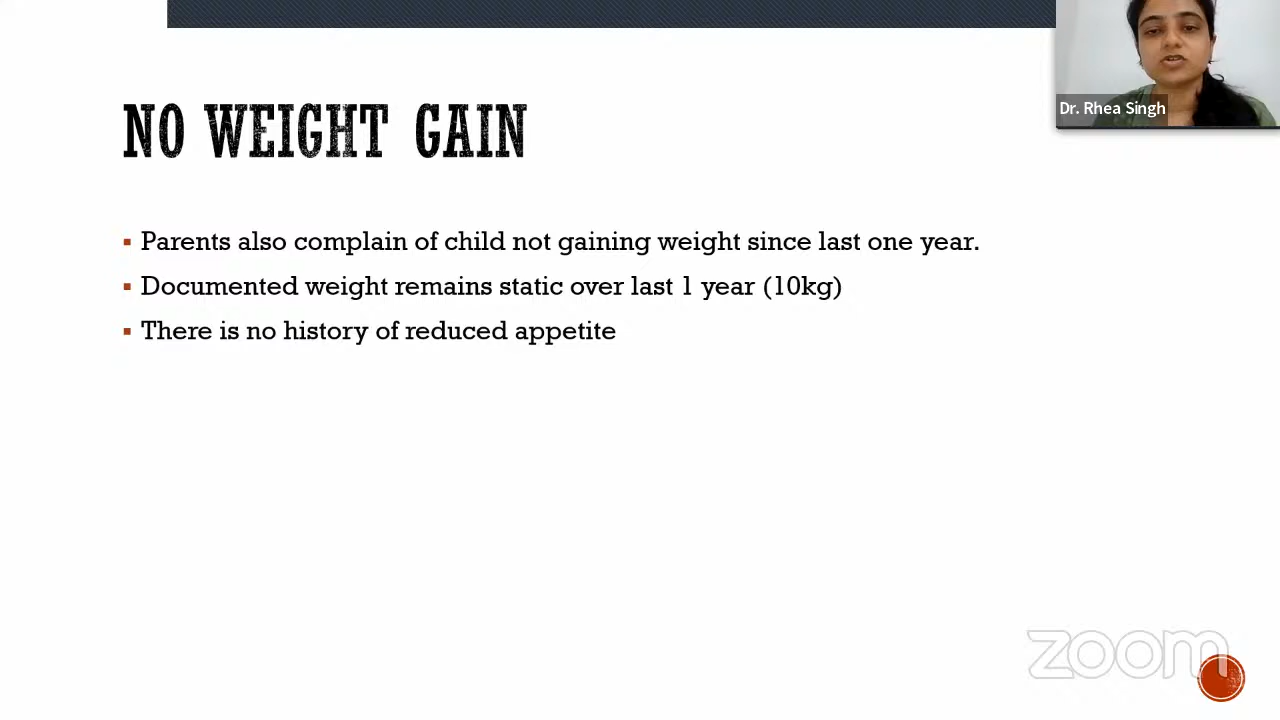 Dr. Rhea Singh
NO WEIGHT GAIN
Parents also complain of child not gaining weight since last one year.
Documented weight remains static over last 1 year (10kg)
There is no history of reduced appetite
zoom